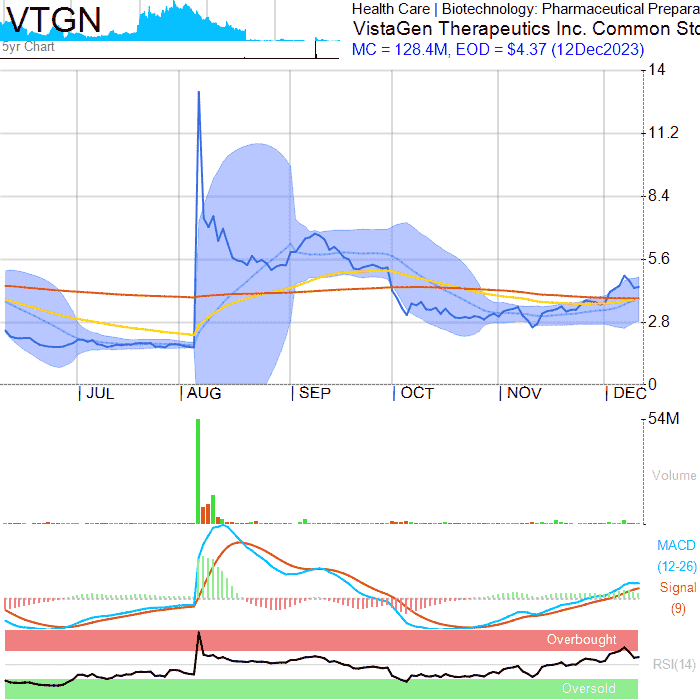 VTGN
5yr Chart
Health Care | Biotechnology: Pharmaceutical Prepara
VistaGen Therapeutics Inc. Common Sto
MC = 128.4M, EOD = $4.37 (12Dec2023)
14
11.2
8.4
5.6
2.8
0
| JUL | AUG | SEP | OCT | NOV | DEC
54M
Volume
MACD
(12-26)
Signal
(9)
Overbought
RSI(14)
Oversold